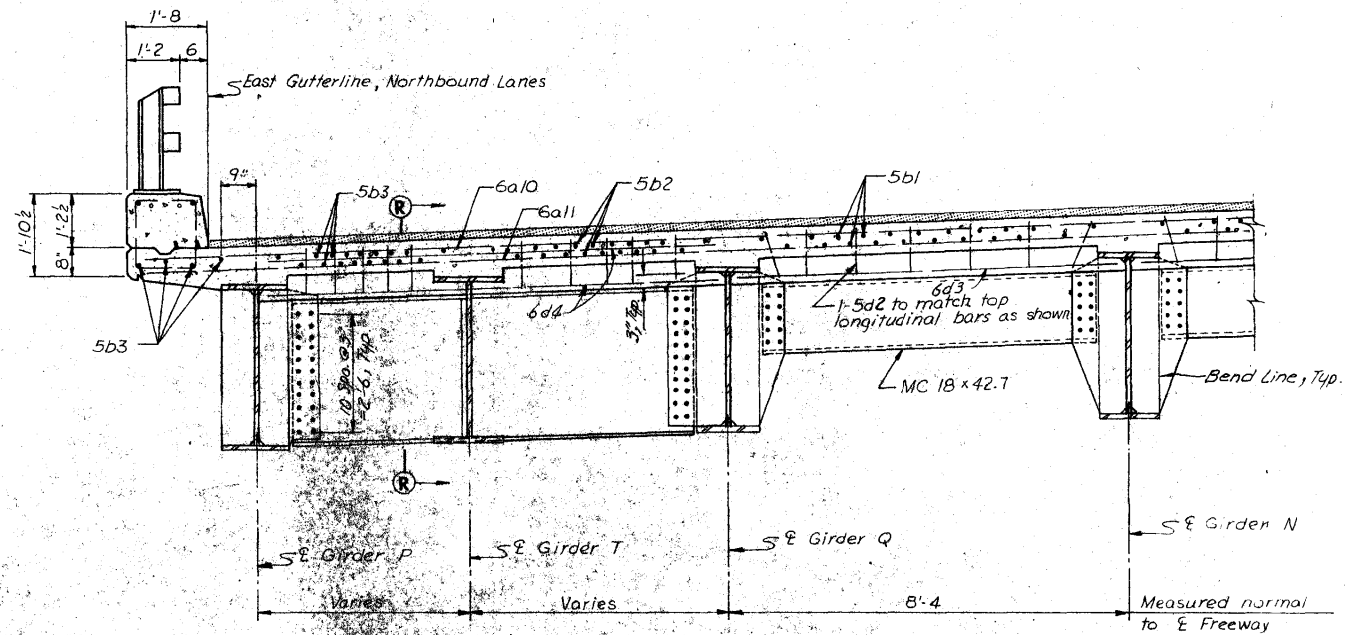 1'-8
1'-2
6
East Gutterline, Northbound Lanes
9"
5b3
R
6a10
6a11
5b2
5b1
1'-10½
1'-2½
8"
5b3
10 Spa. @ 3"
=2'-6, Typ.
6d4
3", Typ.
6d3
1-5d2 to match top
longitudinal bars as shown
MC 18 × 42.7
Bend Line, Typ.
R
℄ Girder P
℄ Girder T
℄ Girder Q
℄ Girder N
Varies
Varies
8'-4
Measured normal
to ℄ Freeway